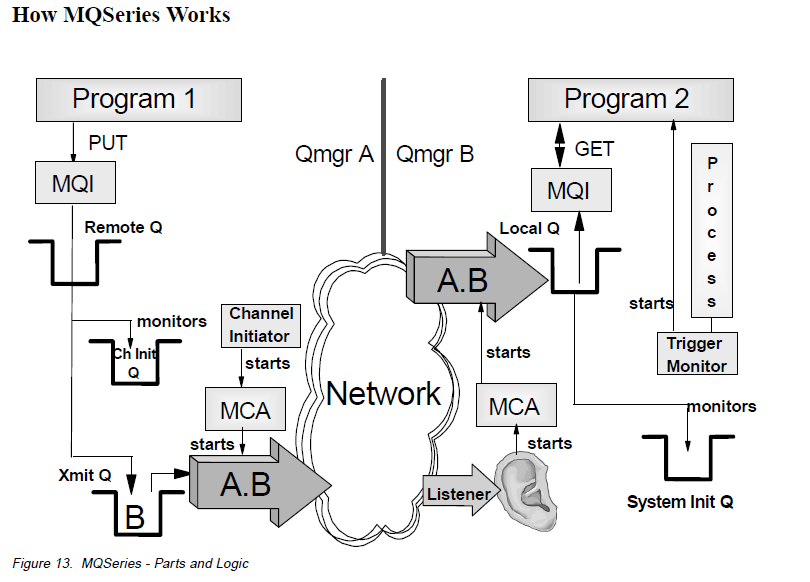 How MQSeries Works
Program 1
Program 2
PUT
GET
Qmgr A
Qmgr B
MQI
MQI
Remote Q
Local Q
P
r
o
c
e
s
s
Channel
Initiator
monitors
Ch Init
Q
starts
A.B
starts
Trigger
Monitor
starts
MCA
Network
MCA
monitors
starts
starts
Xmit Q
B
A.B
Listener
System Init Q
Figure 13. MQSeries - Parts and Logic